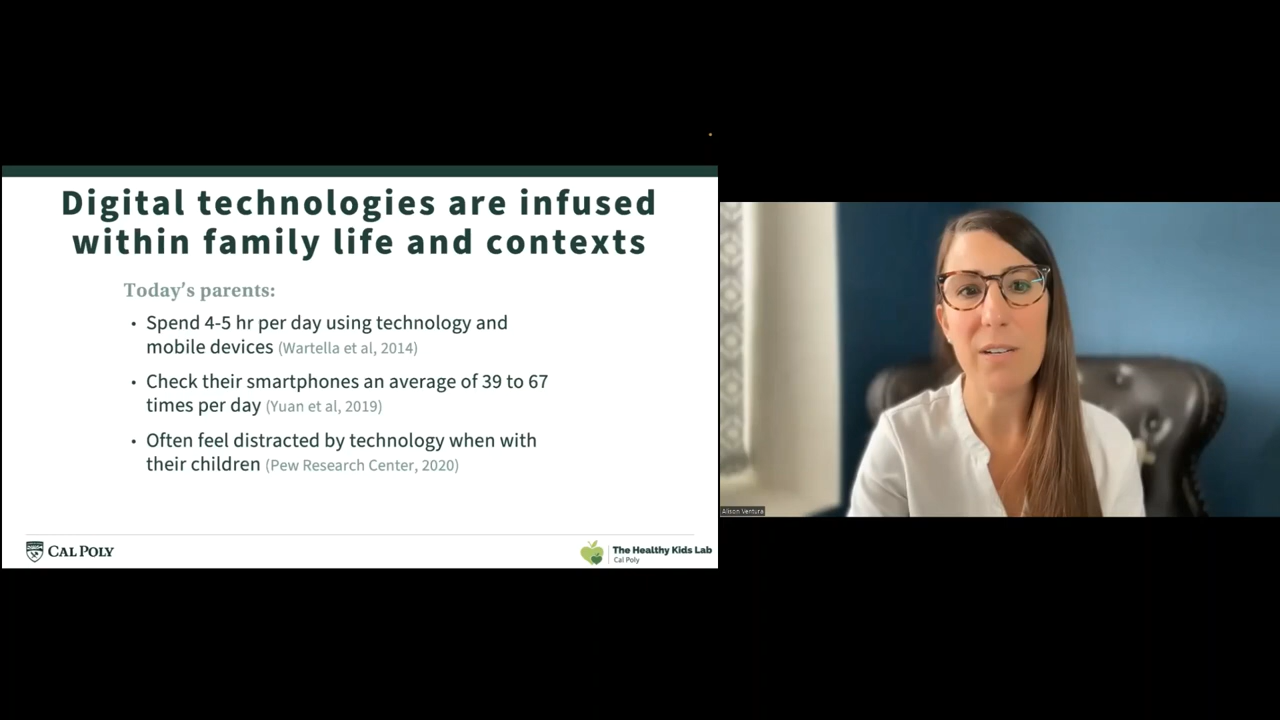 Digital technologies are infused
within family life and contexts
Today's parents:
• Spend 4-5 hr per day using technology and
mobile devices (Wartella et al, 2014)
• Check their smartphones an average of 39 to 67
times per day (Yuan et al, 2019)
• Often feel distracted by technology when with
their children (Pew Research Center, 2020)
CAL POLY
The Healthy Kids Lab
Cal Poly
Alison Ventura